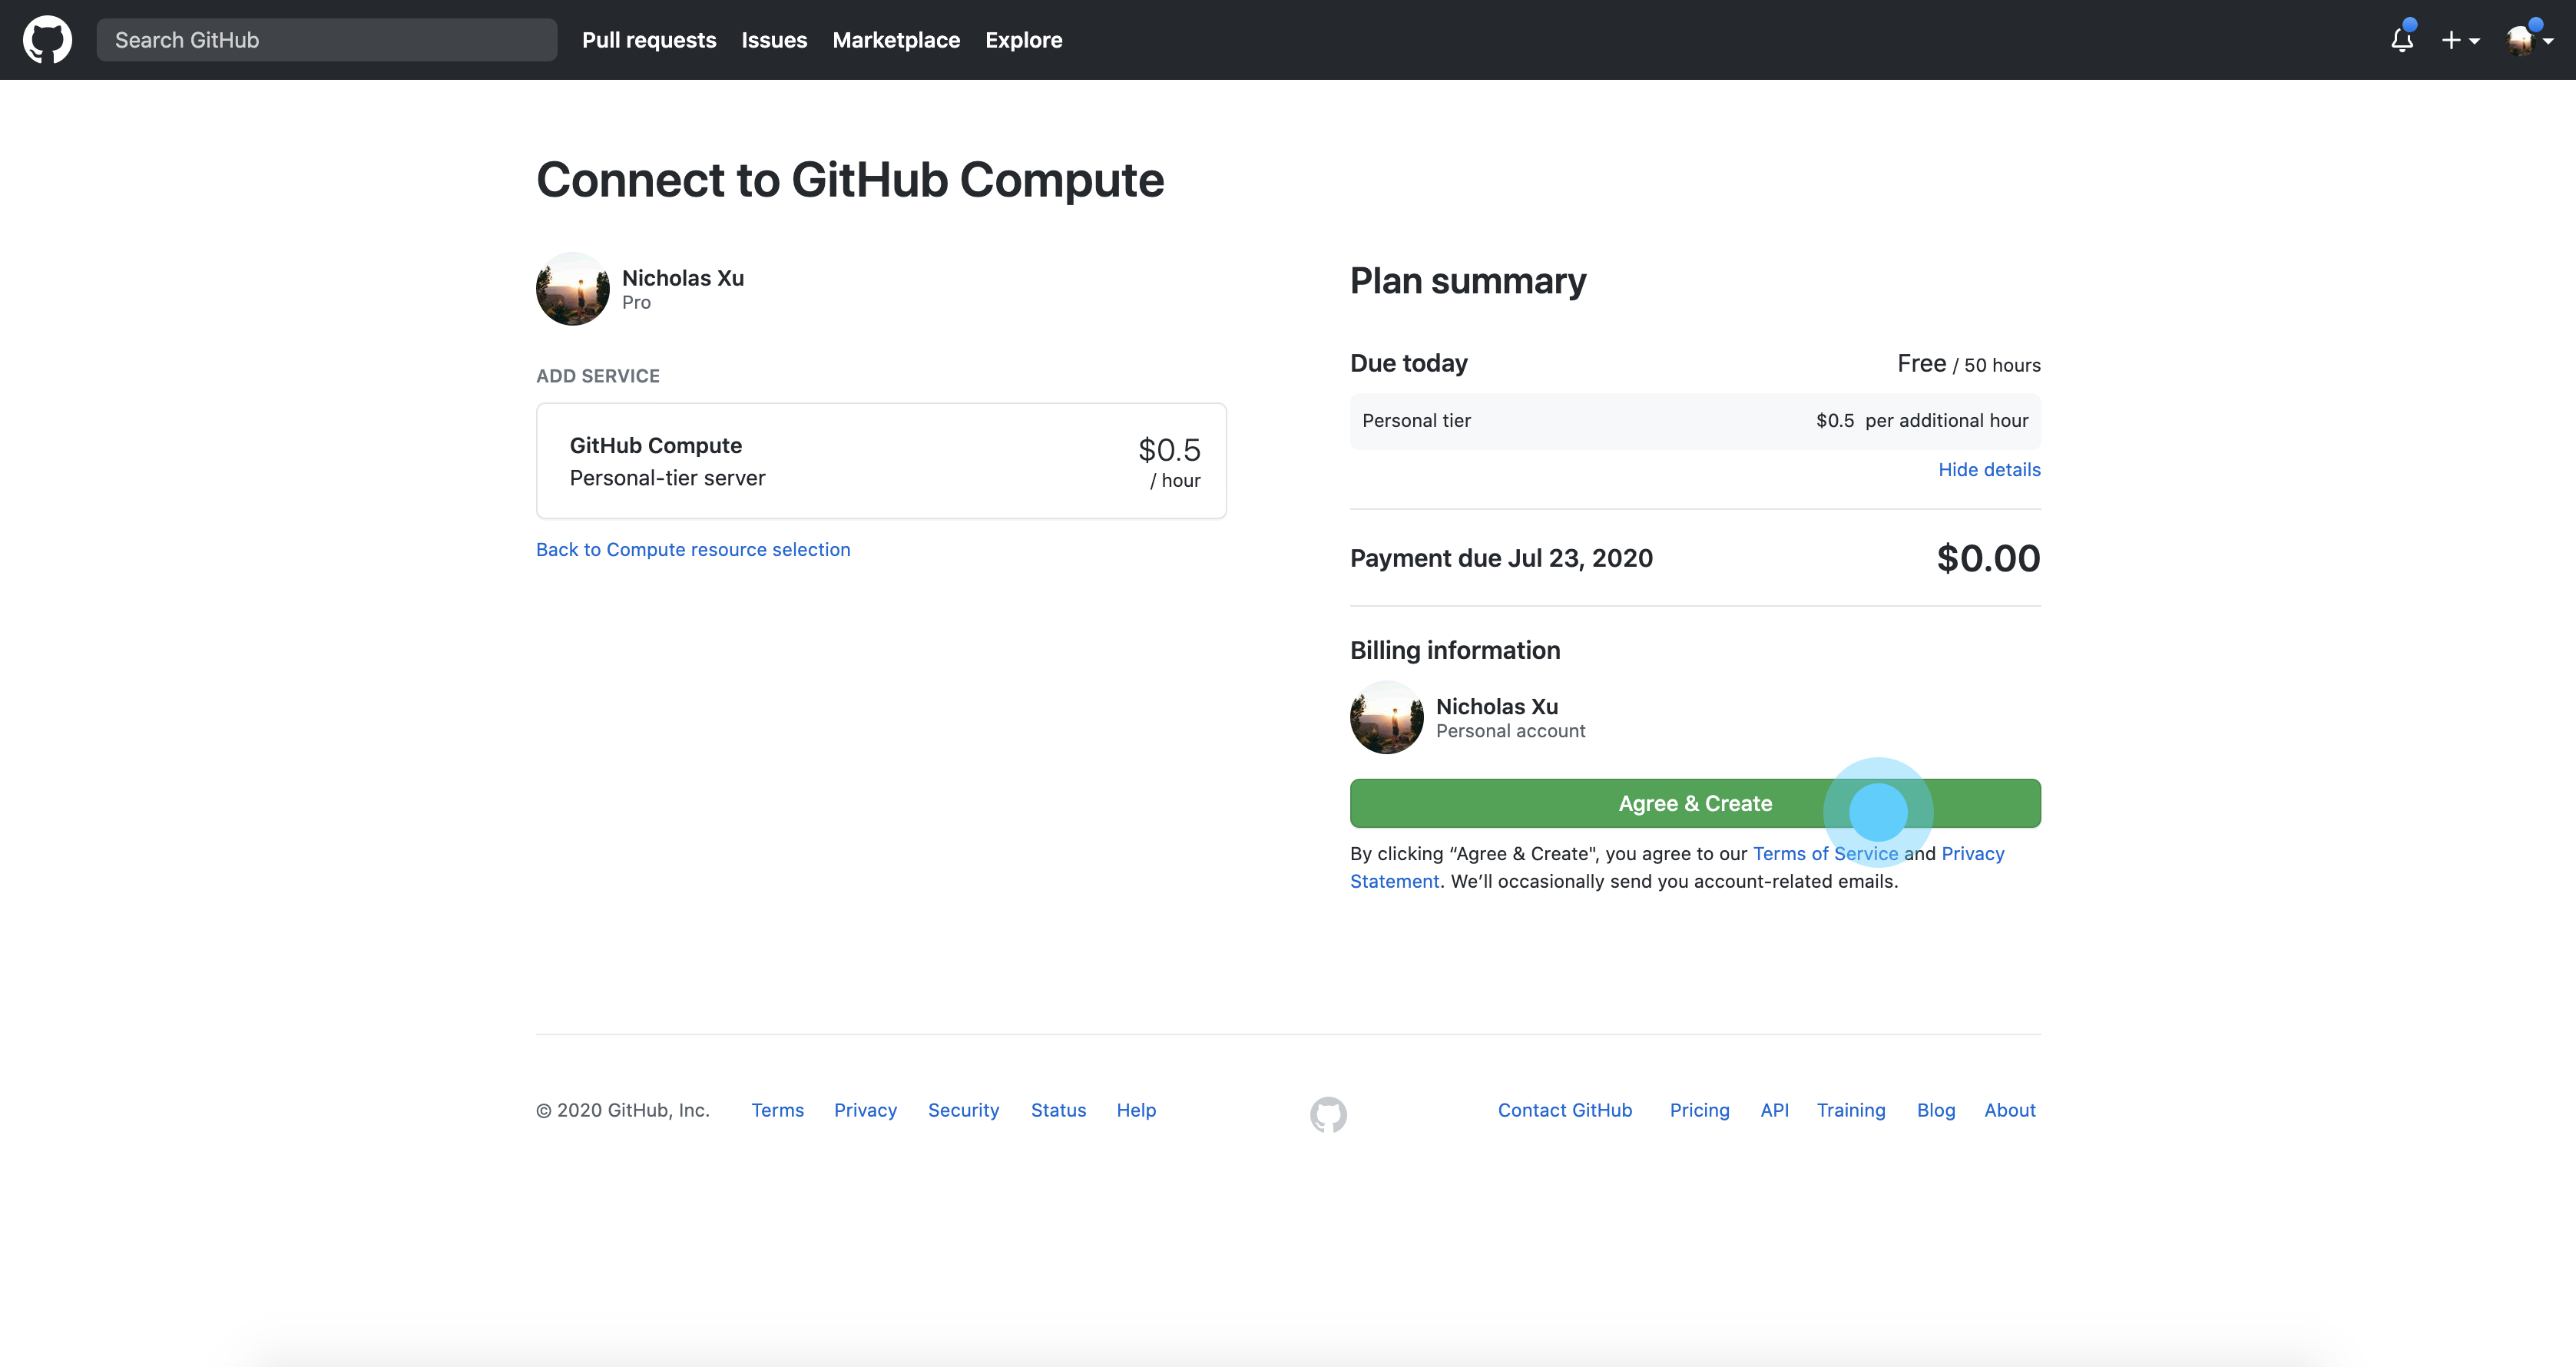 Search GitHub
Pull requests
Issues
Marketplace
Explore
Connect to GitHub Compute
Nicholas Xu
Pro
ADD SERVICE
GitHub Compute
Personal-tier server
$0.5
/ hour
Back to Compute resource selection
Plan summary
Due today
Free / 50 hours
Personal tier
$0.5 per additional hour
Hide details
Payment due Jul 23, 2020
$0.00
Billing information
Nicholas Xu
Personal account
Agree & Create
By clicking “Agree & Create", you agree to our Terms of Service and Privacy
Statement. We’ll occasionally send you account-related emails.
© 2020 GitHub, Inc.
Terms
Privacy
Security
Status
Help
Contact GitHub
Pricing
API
Training
Blog
About